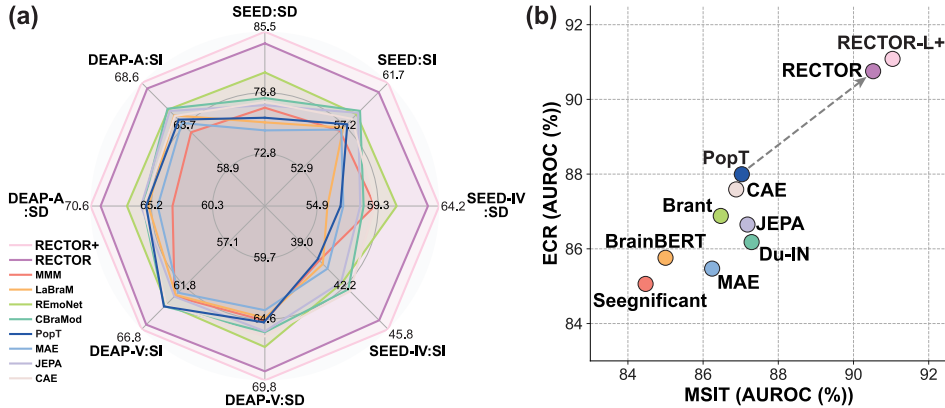 (a)
SEED:SD
85.5
DEAP-A:SI
68.6
SEED:SI
61.7
78.8
63.7
57.2
72.8
58.9
52.9
DEAP-A
:SD
70.6
65.2
60.3
54.9
59.3
64.2
SEED-IV
:SD
57.1
39.0
59.7
61.8
42.2
64.6
66.8
DEAP-V:SI
45.8
SEED-IV:SI
69.8
DEAP-V:SD
RECTOR+
RECTOR
MMM
LaBraM
REmoNet
CBraMod
PopT
MAE
JEPA
CAE
(b)
ECR (AUROC (%))
92
90
88
86
84
RECTOR-L+
RECTOR
PopT
CAE
Brant
JEPA
BrainBERT
Du-IN
MAE
Seegnificant
84
86
88
90
92
MSIT (AUROC (%))